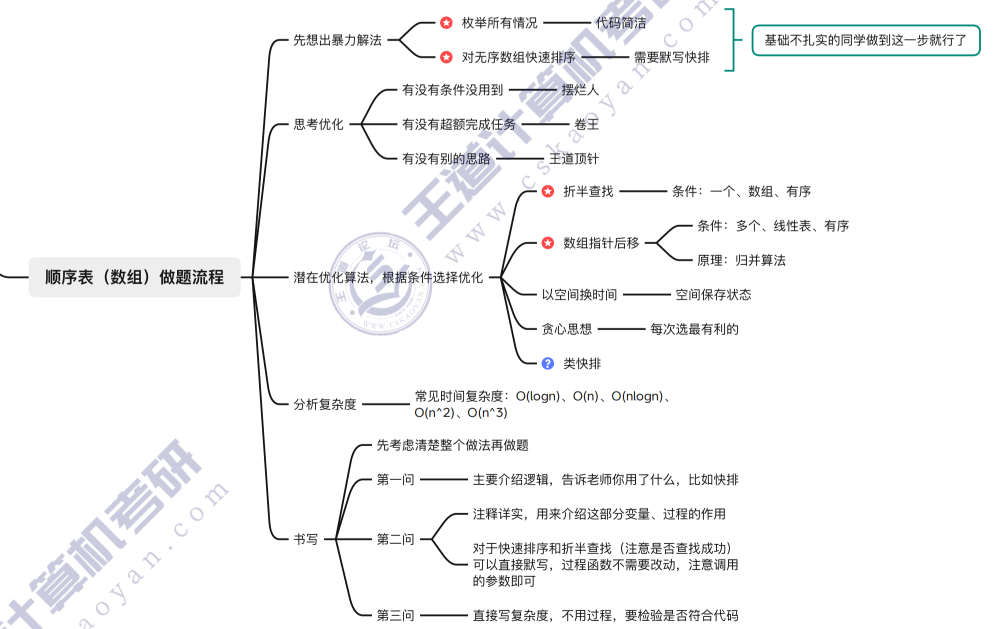 顺序表（数组）做题流程
先想出暴力解法
枚举所有情况
代码简洁
对无序数组快速排序
需要默写快排
基础不扎实的同学做到这一步就行了
思考优化
有没有条件没用到
摆烂人
有没有超额完成任务
卷王
有没有别的思路
王道顶针
潜在优化算法，根据条件选择优化
折半查找
条件：一个、数组、有序
数组指针后移
条件：多个、线性表、有序
原理：归并算法
以空间换时间
空间保存状态
贪心思想
每次选最有利的
类快排
分析复杂度
常见时间复杂度：O(logn)、O(n)、O(nlogn)、
O(n^2)、O(n^3)
书写
先考虑清楚整个做法再做题
第一问
主要介绍逻辑，告诉老师你用了什么，比如快排
第二问
注释详实，用来介绍这部分变量、过程的作用
对于快速排序和折半查找（注意是否查找成功）
可以直接默写，过程函数不需要改动，注意调用
的参数即可
第三问
直接写复杂度，不用过程，要检验是否符合代码
王道计算机考研
www.cskaoyan.com
王道论坛
WWW.CSKAOYAN.COM
计算机考研
aoyan.com